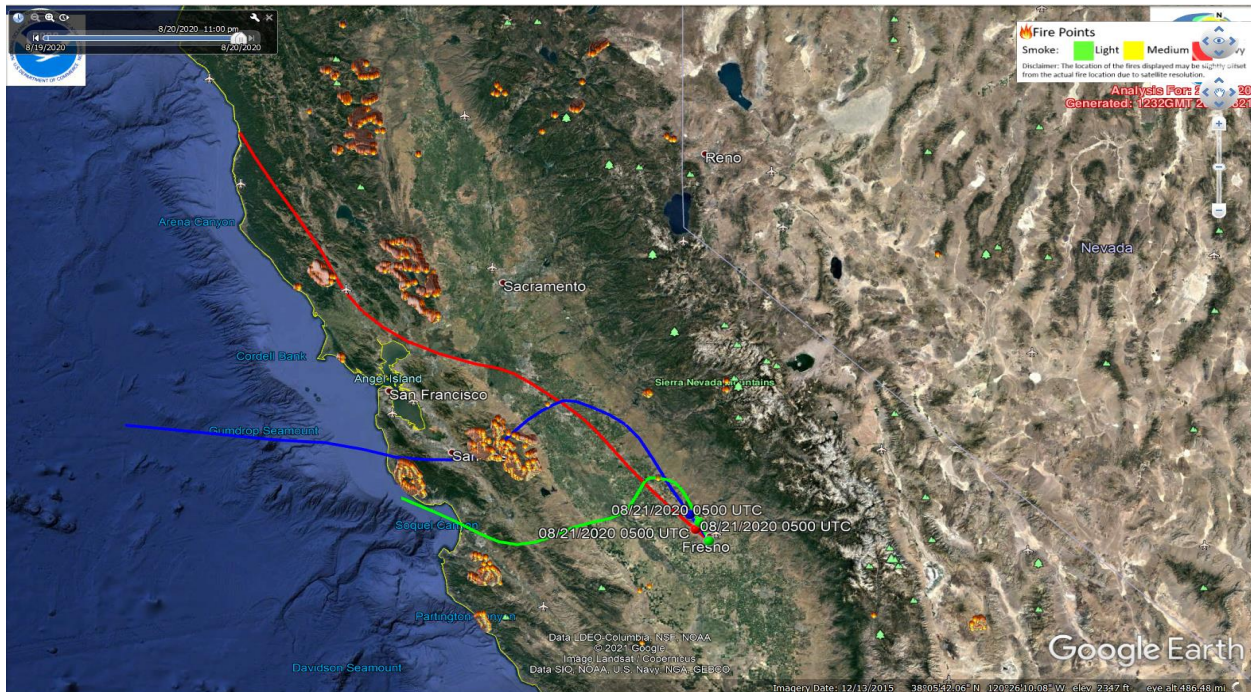 8/20/2020 11:00 pm
8/19/2020
8/20/2020
Fire Points
Smoke: Light Medium
Disclaimer: The location of the fires displayed may be slightly offset
from the actual fire location due to satellite resolution.
Analysis For:
Generated: 1232GMT
N
Reno
Arena Canyon
Nevada
Sacramento
Cordell Bank
Angel Island
San Francisco
Sierra Nevada Mountains
Gumdrop Seamount
San
08/21/2020 0500 UTC
Soquel Canyon
08/21/2020 0500 UTC
08/21/2020 0500 UTC
Fresno
Partington Canyon
Davidson Seamount
Data LDEO-Columbia, NSF, NOAA
© 2021 Google
Image Landsat / Copernicus
Data SIO, NOAA, U.S. Navy, NGA, GEBCO
Google Earth
Imagery Date: 12/13/2015 38°05'42.06" N 120°26'10.08" W elev 2347 ft eye alt 486.48 mi